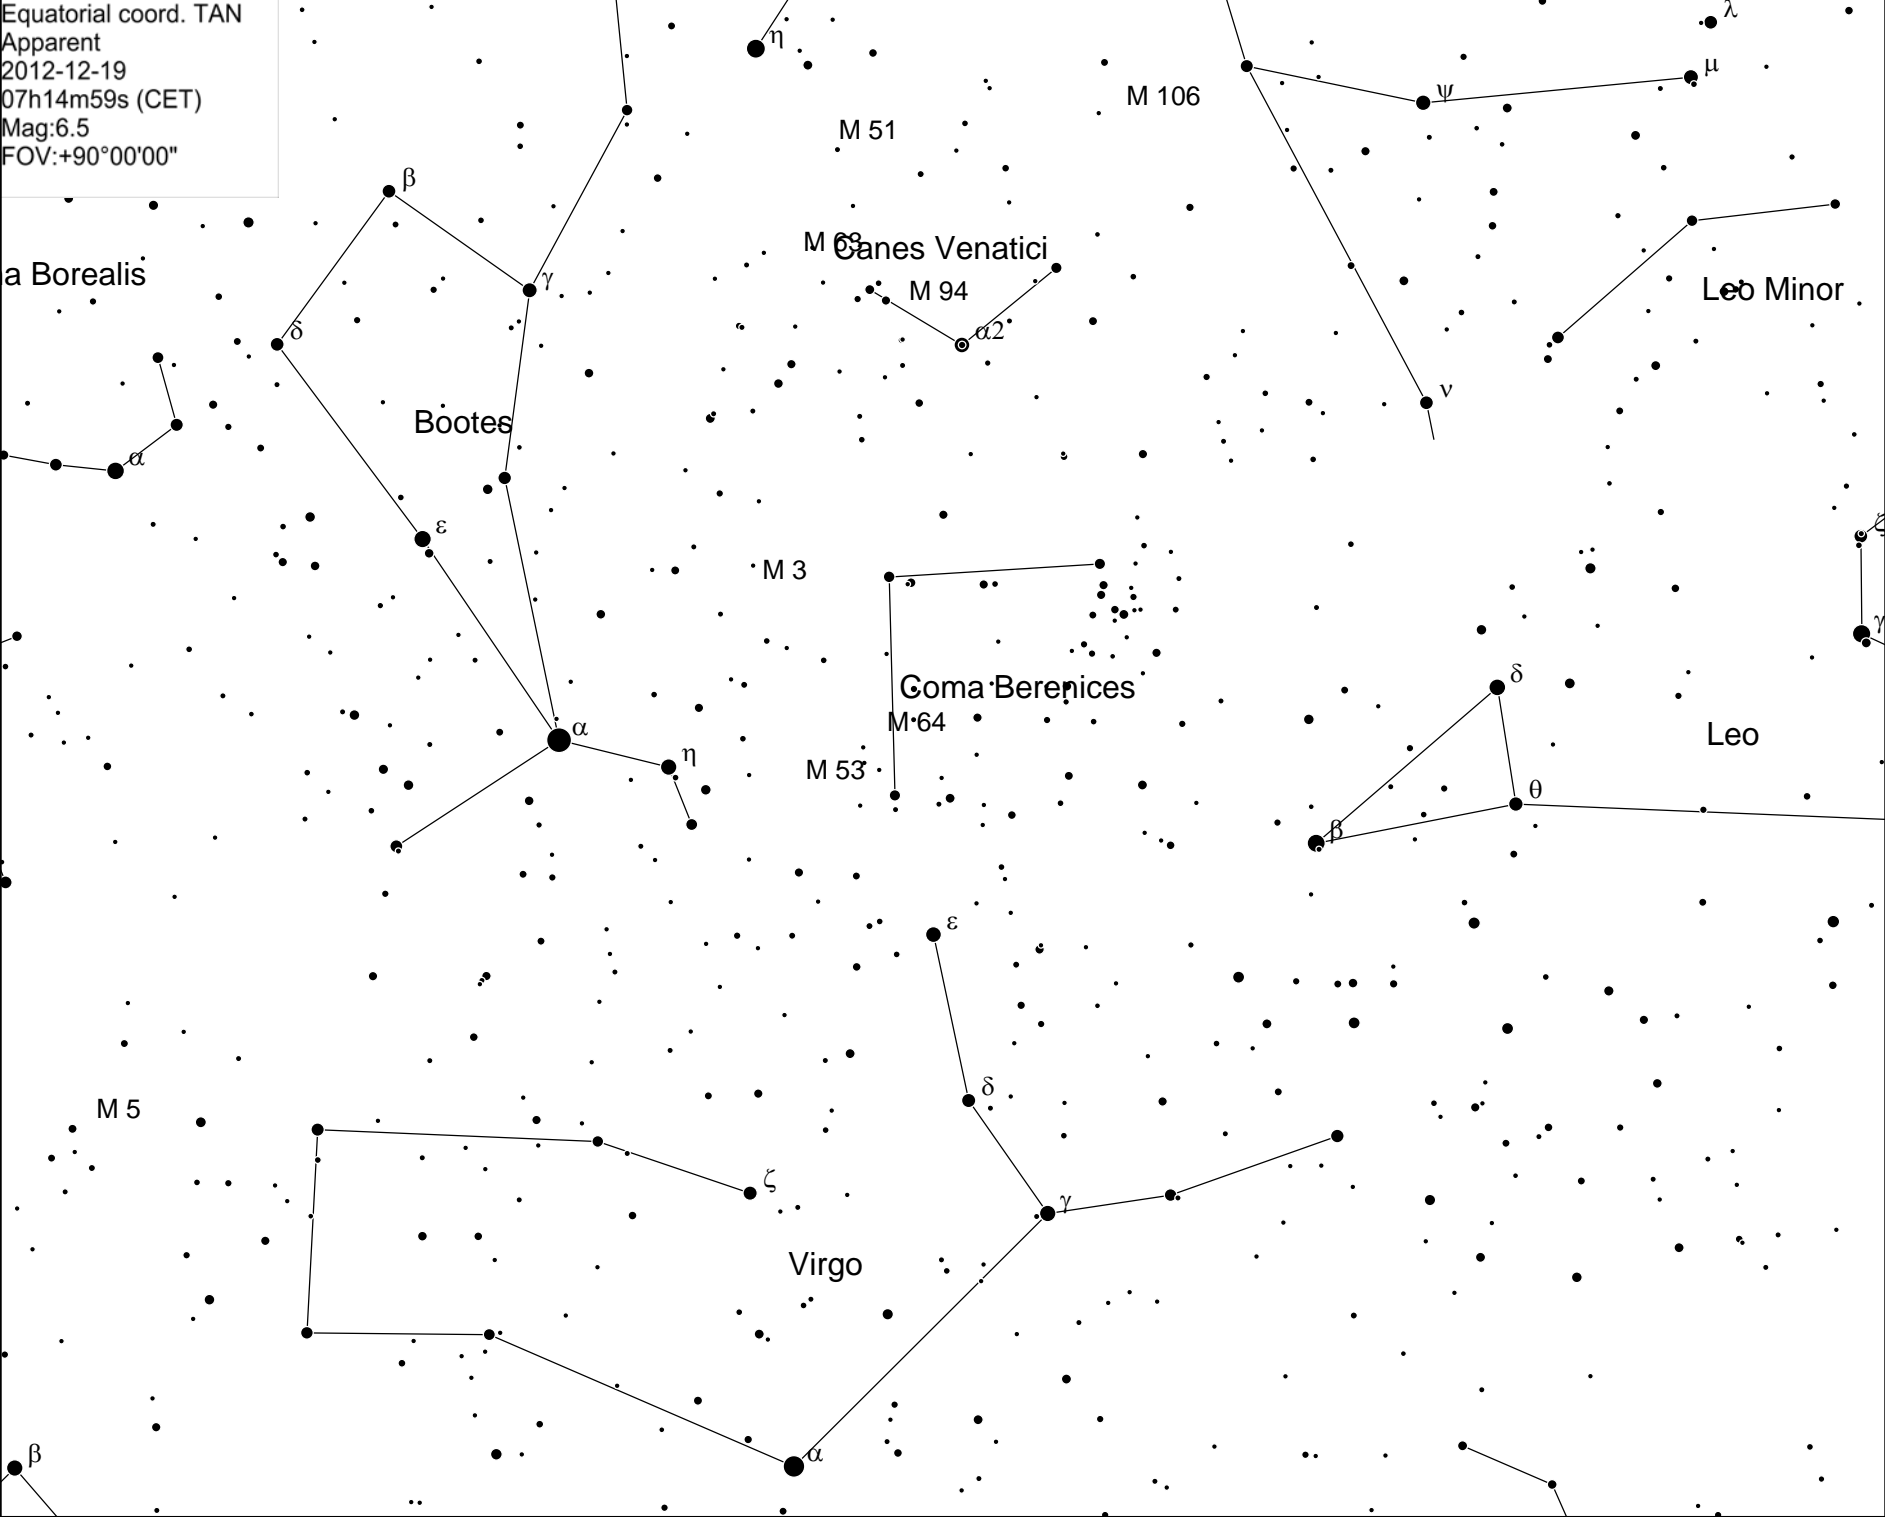 Equatorial coord. TAN
Apparent
2012-12-19
07h14m59s (CET)
Mag:6.5
FOV:+90°00'00"
η
λ
μ
M 106
ψ
M 51
β
M 63
Canes Venatici
a Borealis
γ
M 94
Leo Minor
δ
α2
ν
Bootes
α
ε
ζ
M 3
γ
δ
Coma Berenices
M 64
α
Leo
η
M 53
θ
β
ε
δ
M 5
ζ
γ
Virgo
α
β